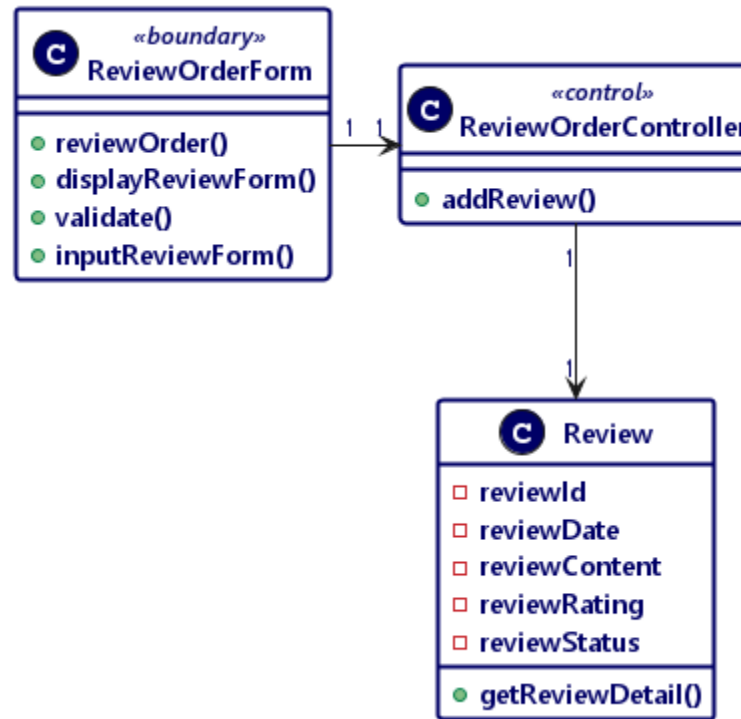 «boundary»
C ReviewOrderForm
reviewOrder()
displayReviewForm()
validate()
inputReviewForm()
1 1
«control»
C ReviewOrderController
addReview()
1
1
C Review
reviewId
reviewDate
reviewContent
reviewRating
reviewStatus
getReviewDetail()